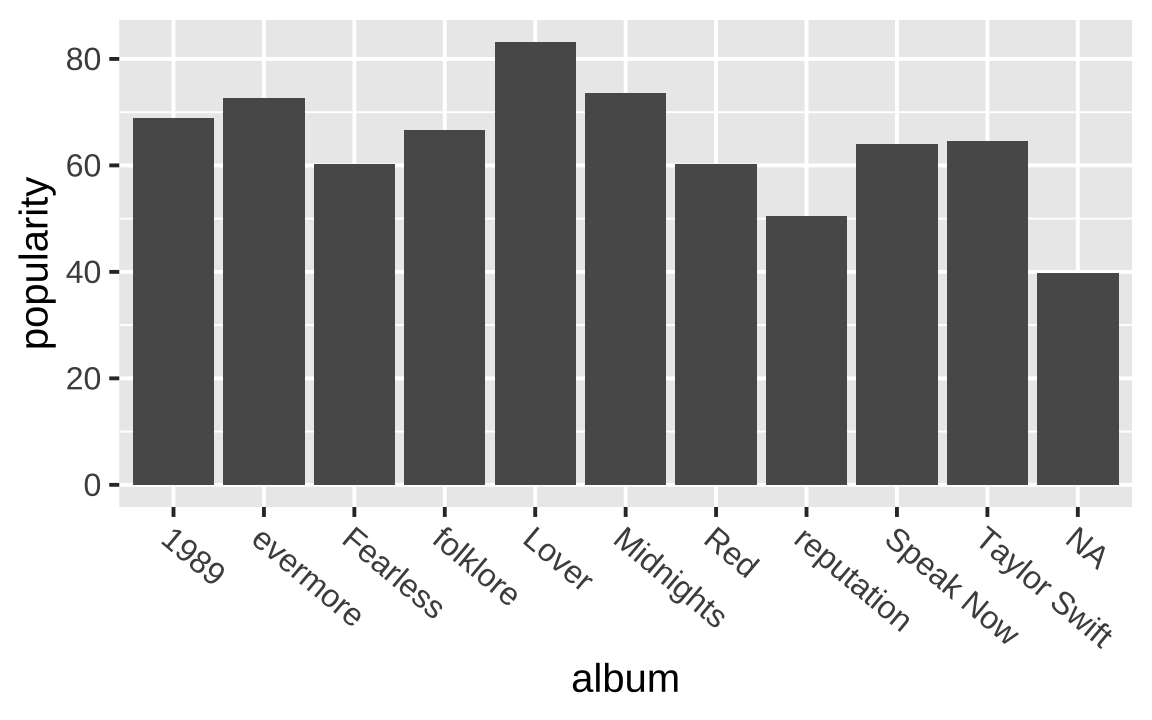 80
60
40
20
0
popularity
1989
evermore
Fearless
folklore
Lover
Midnights
Red
reputation
Speak Now
Taylor Swift
NA
album